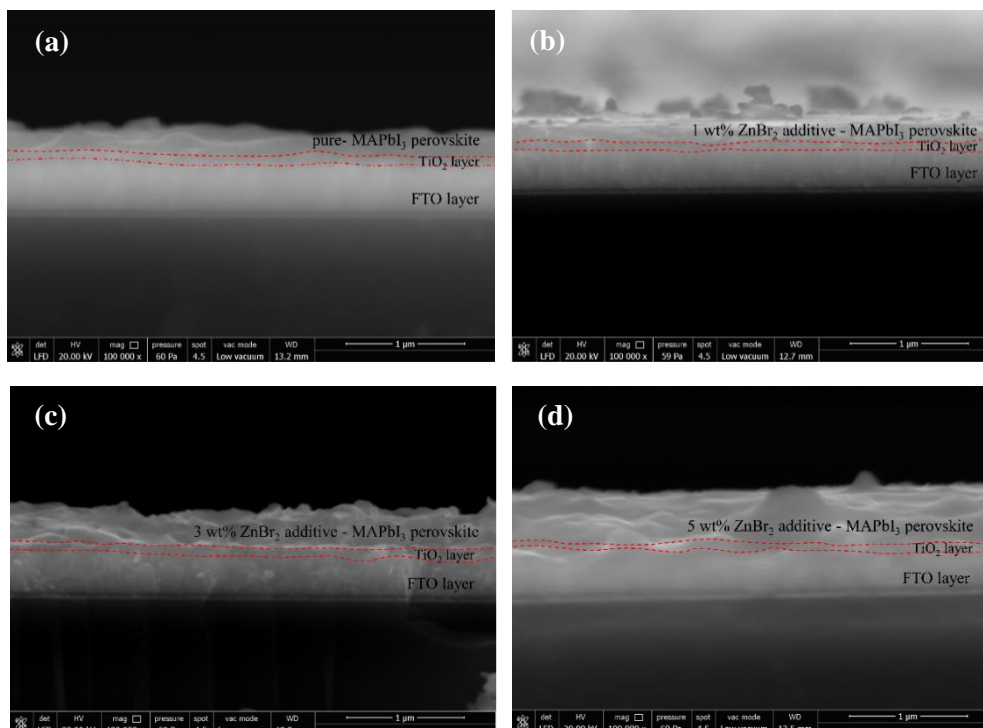 (a)
pure- MAPbI₃ perovskite
TiO₂ layer
FTO layer
det HV mag pressure spot vac mode WD
LFD 20.00 kV 100 000 x 60 Pa 4.5 Low vacuum 13.2 mm 1 µm
(b)
1 wt% ZnBr₂ additive - MAPbI₃ perovskite
TiO₂ layer
FTO layer
det HV mag pressure spot vac mode WD
LFD 20.00 kV 100 000 x 59 Pa 4.5 Low vacuum 12.7 mm 1 µm
(c)
3 wt% ZnBr₂ additive - MAPbI₃ perovskite
TiO₂ layer
FTO layer
det HV mag pressure spot vac mode WD
1 µm
(d)
5 wt% ZnBr₂ additive - MAPbI₃ perovskite
TiO₂ layer
FTO layer
det HV mag pressure spot vac mode WD
1 µm